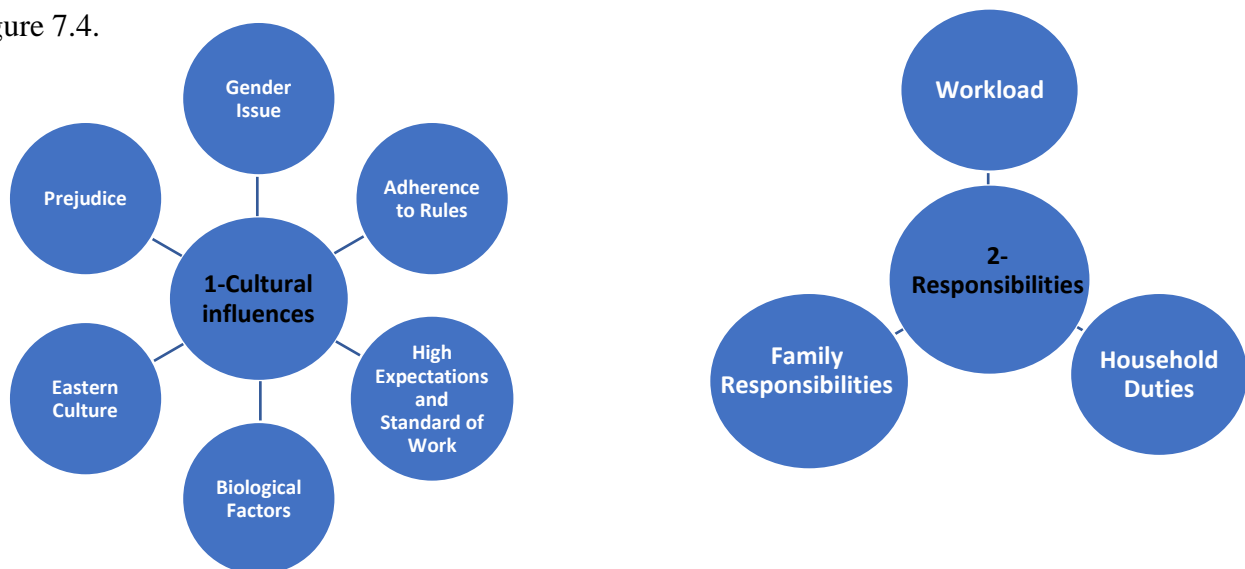 gure 7.4.
Gender
Issue
Adherence
to Rules
High
Expectations
and
Standard of
Work
Biological
Factors
Eastern
Culture
Prejudice
1-Cultural
influences
Workload
2-
Responsibilities
Household
Duties
Family
Responsibilities